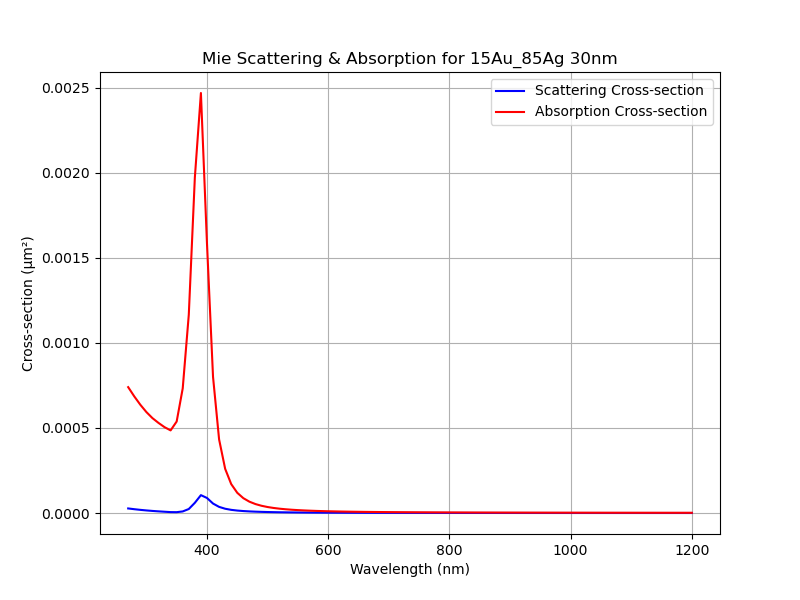 Mie Scattering & Absorption for 15Au_85Ag 30nm
Scattering Cross-section
Absorption Cross-section
Cross-section (μm²)
0.0025
0.0020
0.0015
0.0010
0.0005
0.0000
400 600 800 1000 1200
Wavelength (nm)